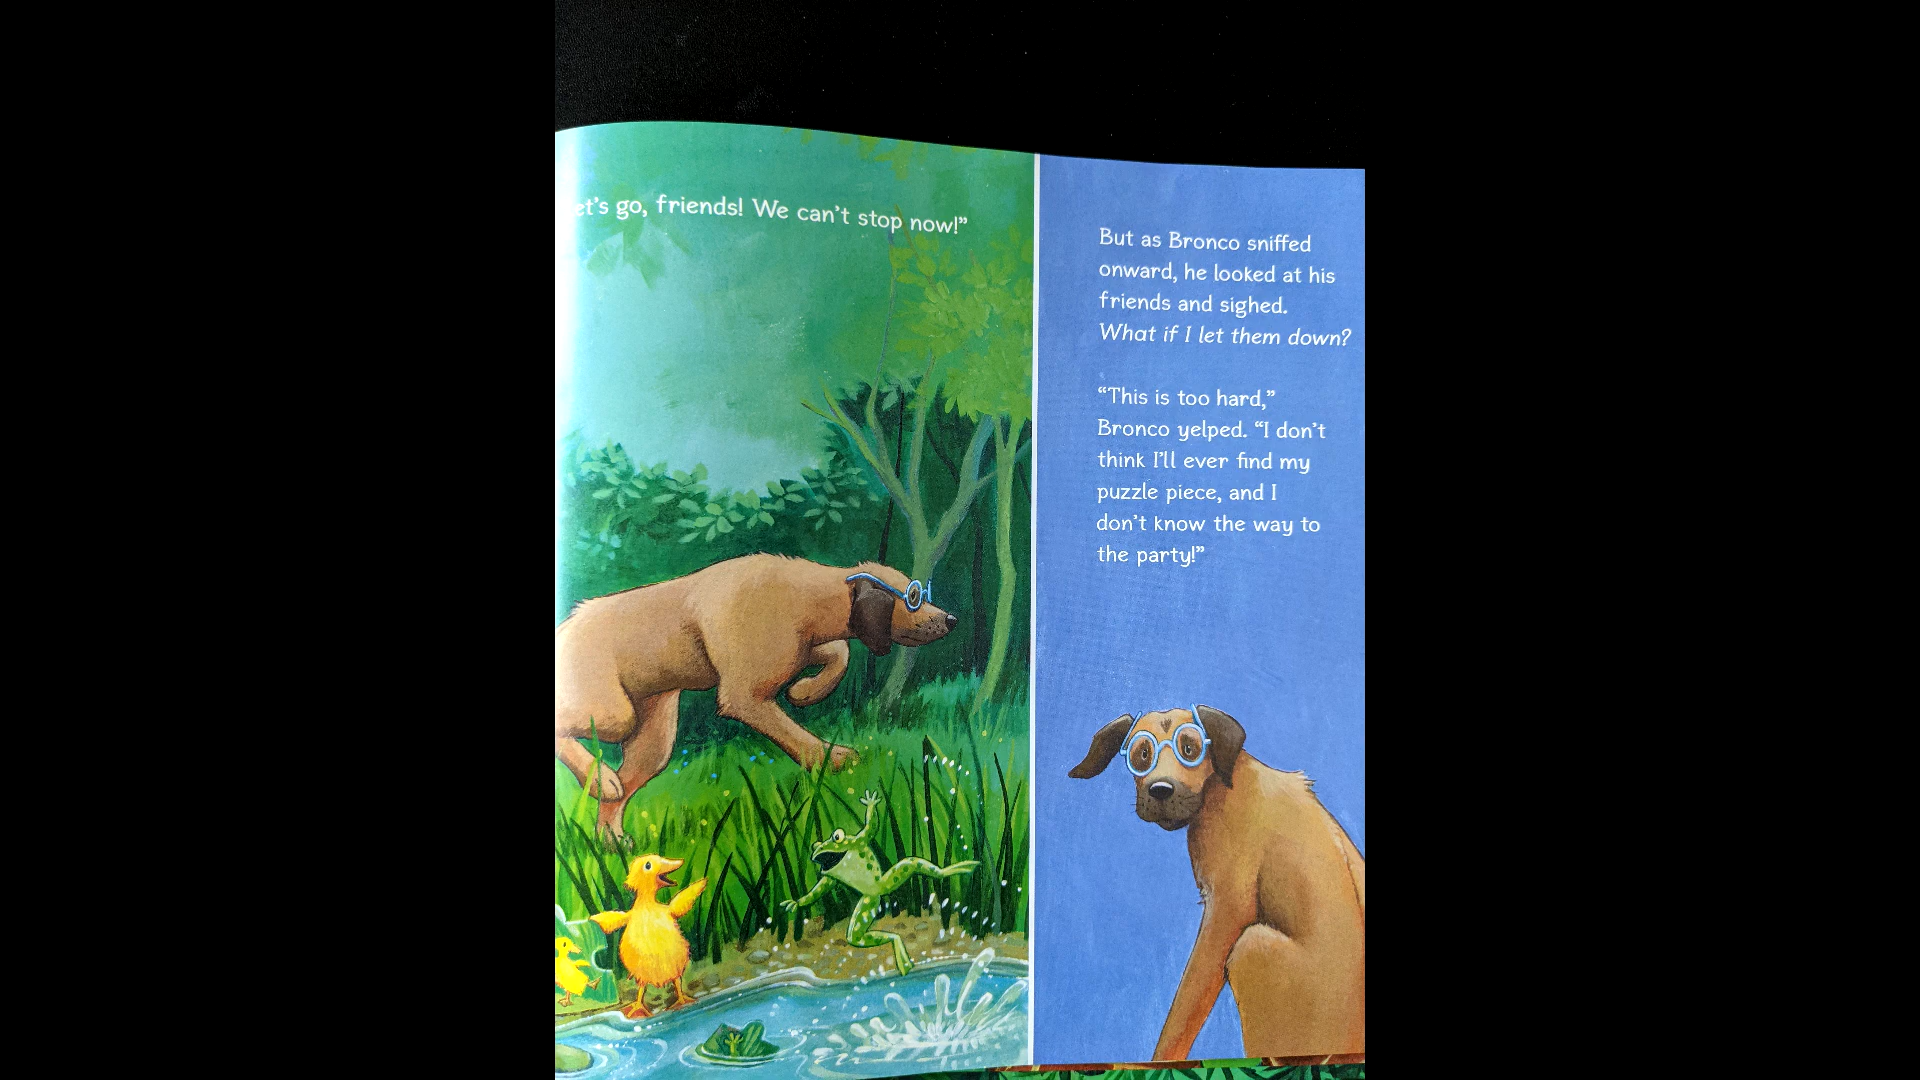 et's go, friends! We can't stop now!”
But as Bronco sniffed
onward, he looked at his
friends and sighed.
What if I let them down?
“This is too hard,”
Bronco yelped. “I don't
think I'll ever find my
puzzle piece, and I
don't know the way to
the party!”